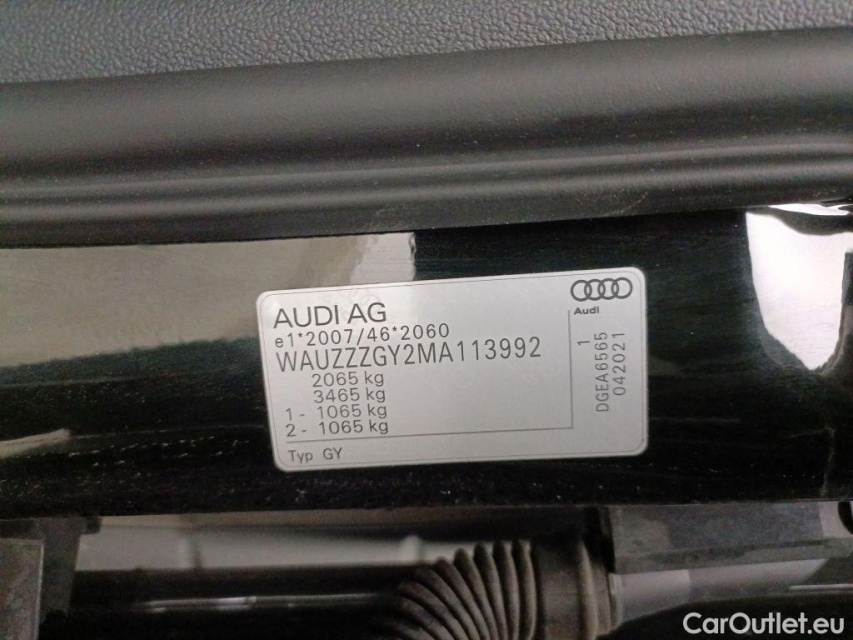 AUDI AG
e1*2007/46*2060
WAUZZZGY2MA113992
2065 kg
3465 kg
1 - 1065 kg
2 - 1065 kg
Typ GY
Audi
1
DGEA6565
042021
CarOutlet.eu